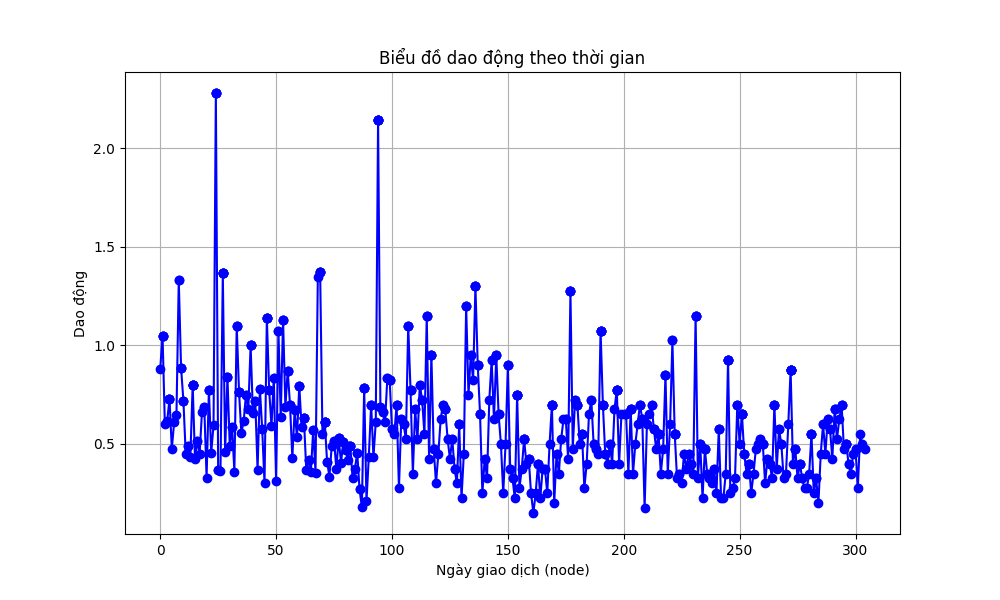 Biểu đồ dao động theo thời gian
Dao động
2.0
1.5
1.0
0.5
0 50 100 150 200 250 300
Ngày giao dịch (node)